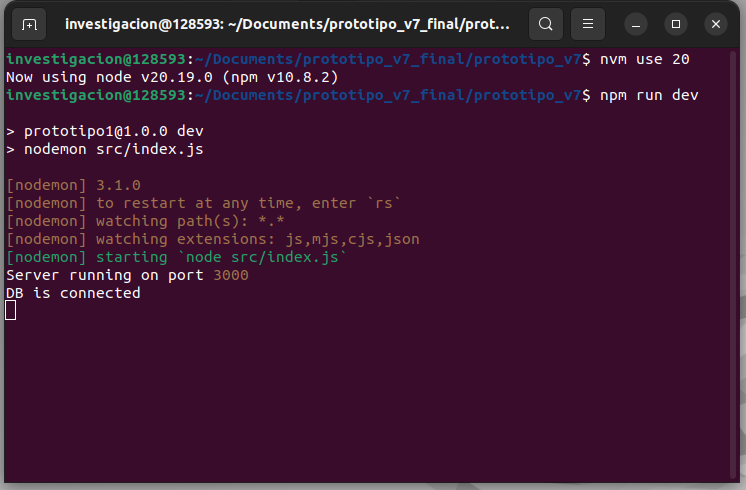 investigacion@128593: ~/Documents/prototipo_v7_final/prot...
investigacion@128593:~/Documents/prototipo_v7_final/prototipo_v7$ nvm use 20
Now using node v20.19.0 (npm v10.8.2)
investigacion@128593:~/Documents/prototipo_v7_final/prototipo_v7$ npm run dev
> prototipo1@1.0.0 dev
> nodemon src/index.js
[nodemon] 3.1.0
[nodemon] to restart at any time, enter `rs`
[nodemon] watching path(s): *.*
[nodemon] watching extensions: js,mjs,cjs,json
[nodemon] starting `node src/index.js`
Server running on port 3000
DB is connected